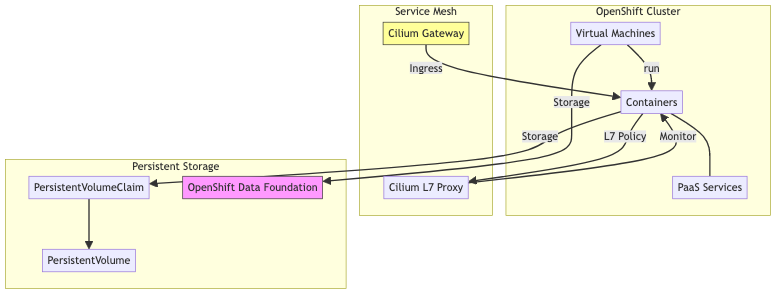 Service Mesh
OpenShift Cluster
Cilium Gateway
Virtual Machines
Ingress
run
Storage
Containers
Storage
L7 Policy
Monitor
Persistent Storage
PersistentVolumeClaim
OpenShift Data Foundation
Cilium L7 Proxy
PaaS Services
PersistentVolume